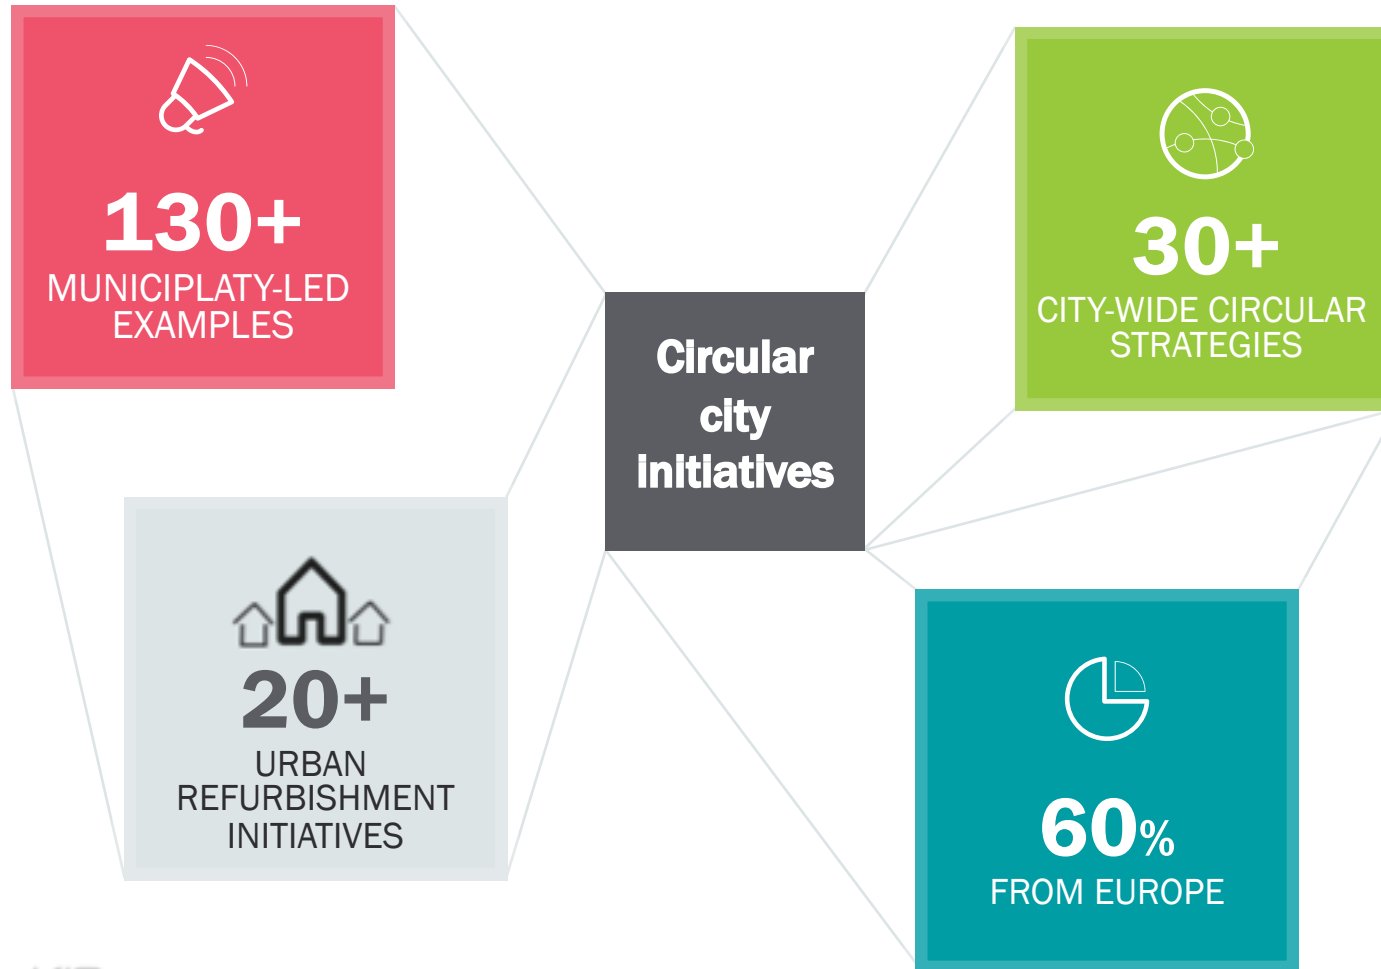 130+
MUNICIPLATY-LED
EXAMPLES
30+
CITY-WIDE CIRCULAR
STRATEGIES
Circular
city
initiatives
20+
URBAN
REFURBISHMENT
INITIATIVES
60%
FROM EUROPE